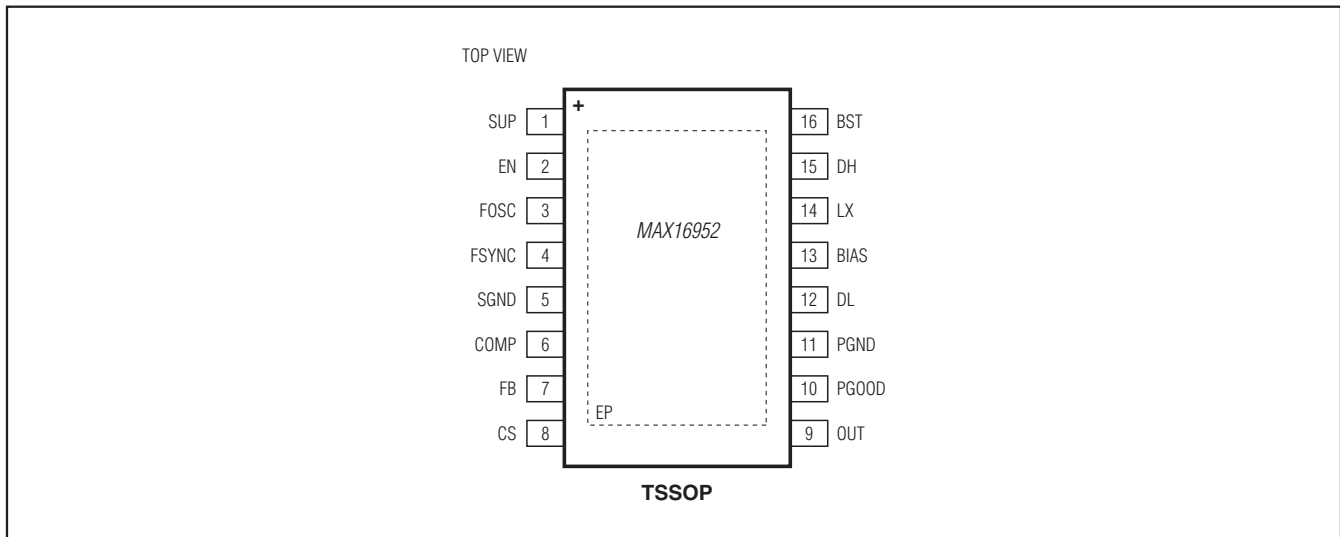 TOP VIEW
+
SUP 1 16 BST
EN 2 15 DH
FOSC 3 14 LX
MAX16952
FSYNC 4 13 BIAS
SGND 5 12 DL
COMP 6 11 PGND
FB 7 10 PGOOD
EP
CS 8 9 OUT
TSSOP